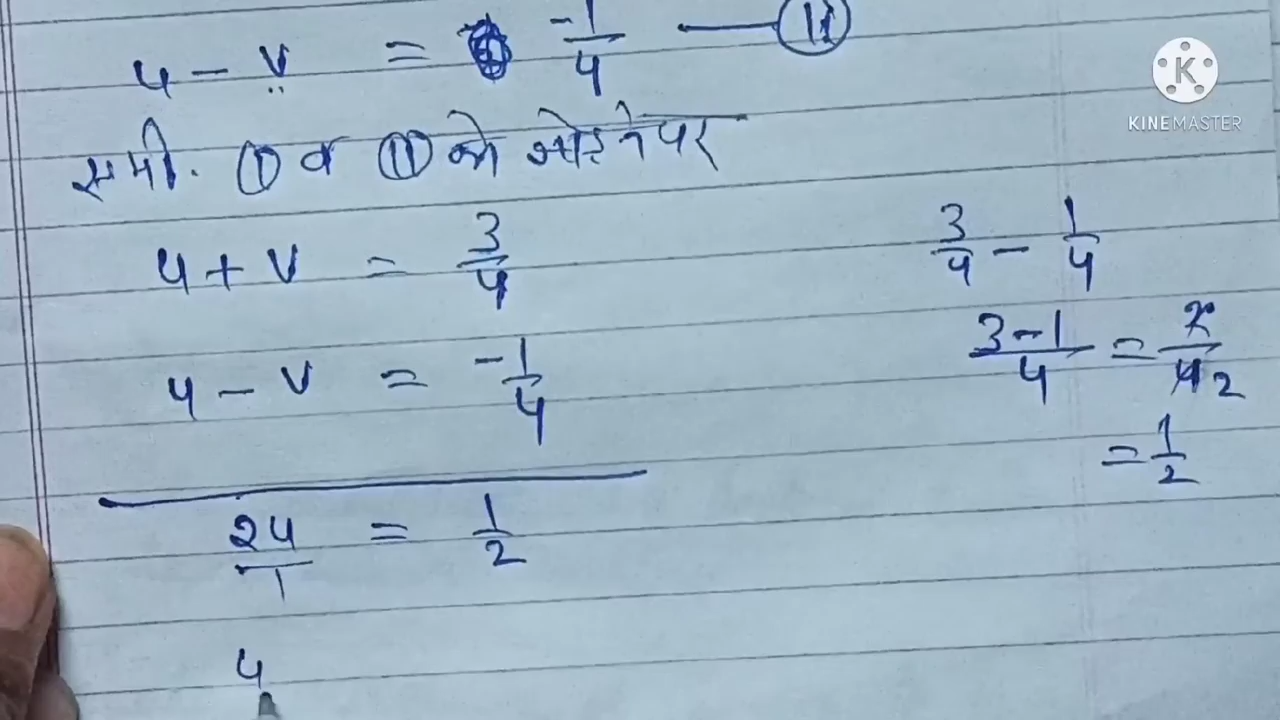 u - v = -1/4 —— (II)
समी. (I) व (II) को जोड़ने पर
u + v = 3/4
u - v = -1/4
2u/1 = 1/2
u
3/4 - 1/4
3-1/4 = 2/4 2
= 1/2
KINEMASTER